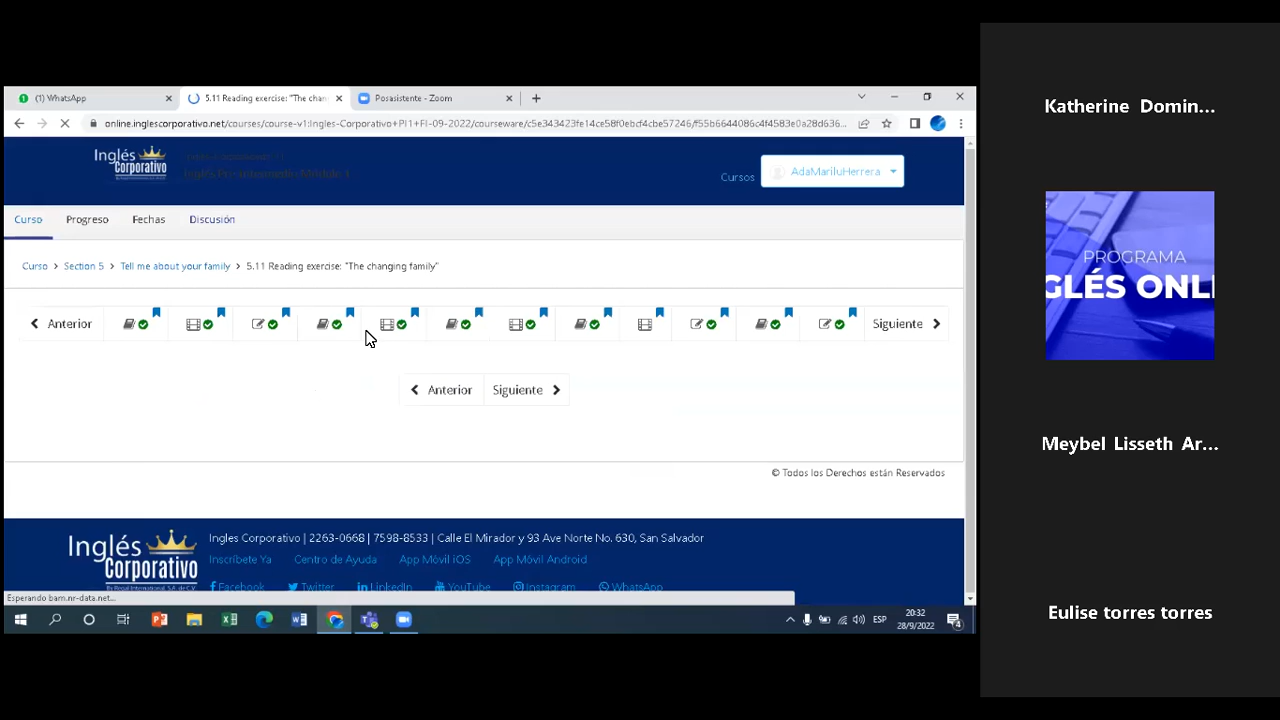 (1) WhatsApp
5.11 Reading exercise: "The chan
Posasistente - Zoom
online.inglescorporativo.net/courses/course-v1:Ingles-Corporativo+PI1+FI-09-2022/courseware/c5e343423fe14ce58f0ebcf4cbe57246/f55b6644086c4f4583e0a28d636...
Inglés
Corporativo
Cursos
AdaMariluHerrera
Curso
Progreso
Fechas
Discusión
Curso > Section 5 > Tell me about your family > 5.11 Reading exercise: "The changing family"
Anterior
Siguiente
Anterior
Siguiente
© Todos los Derechos están Reservados
Inglés
Corporativo
Ingles Corporativo | 2263-0668 | 7598-8533 | Calle El Mirador y 93 Ave Norte No. 630, San Salvador
Inscríbete Ya
Centro de Ayuda
App Móvil iOS
App Móvil Android
Facebook
Twitter
LinkedIn
YouTube
Instagram
WhatsApp
Esperando bam.nr-data.net...
ESP
20:32
28/9/2022
4
Katherine Domin...
PROGRAMA
GLÉS ONLI
Meybel Lisseth Ar...
Eulise torres torres